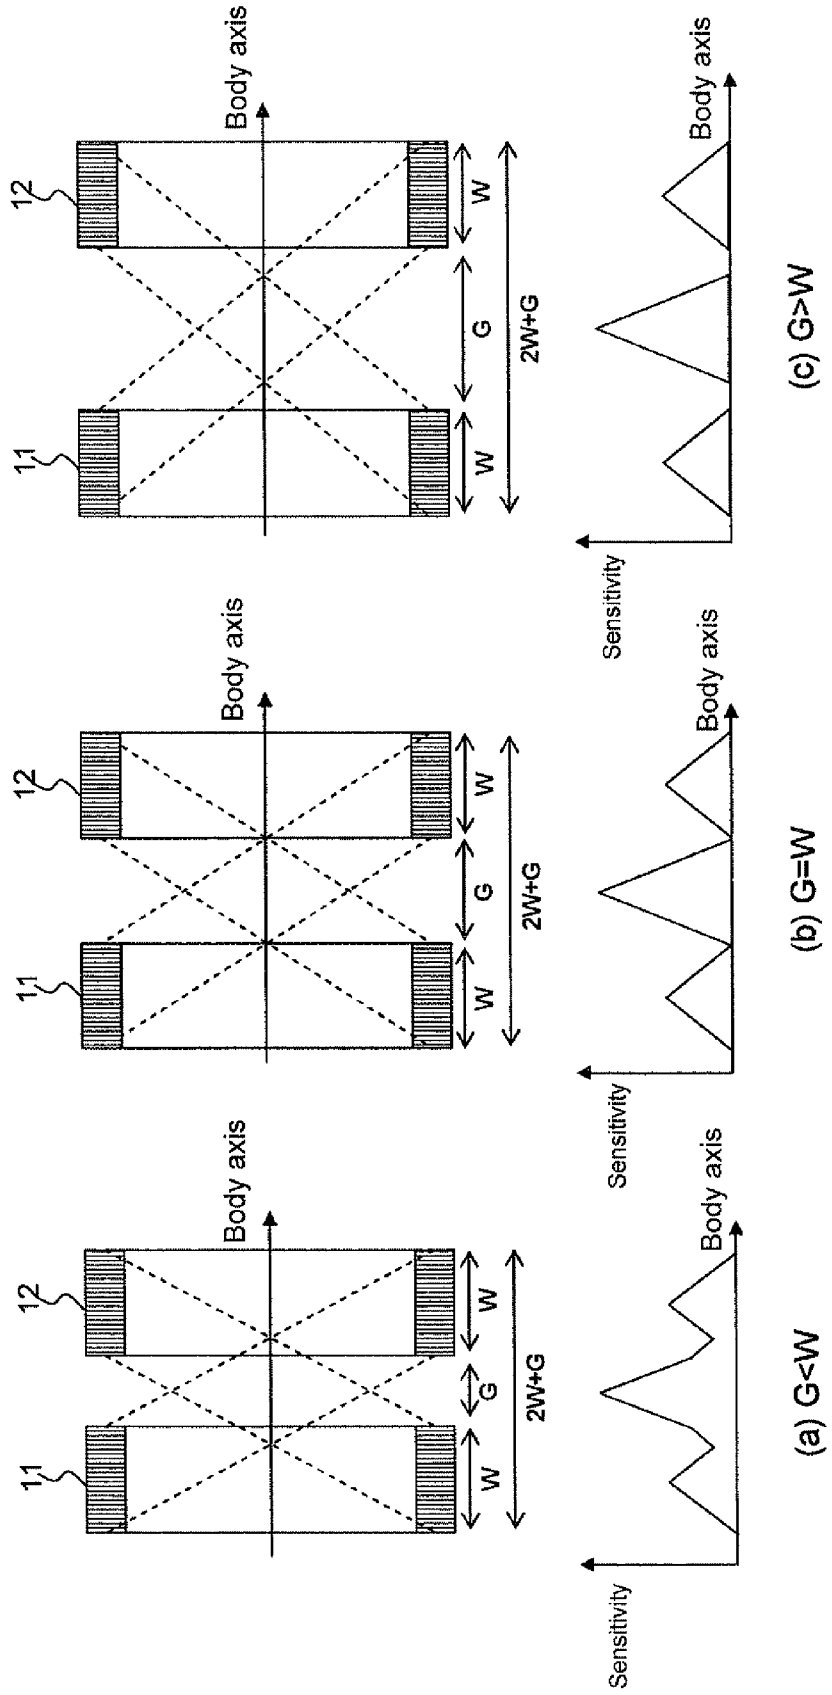 11
12
Body axis
W
G
W
2W+G
Sensitivity
Body axis
(a) G<W
11
12
Body axis
W
G
W
2W+G
Sensitivity
Body axis
(b) G=W
11
12
Body axis
W
G
W
2W+G
Sensitivity
Body axis
(c) G>W